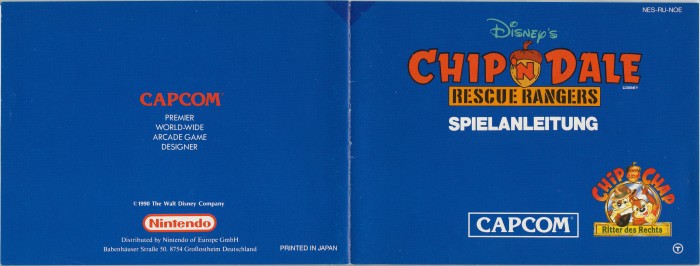 CAPCOM
PREMIER
WORLD-WIDE
ARCADE GAME
DESIGNER
©1990 The Walt Disney Company
Nintendo
Distributed by Nintendo of Europe GmbH
Babenhäuser Straße 50, 8754 Großostheim Deutschland
PRINTED IN JAPAN
NES-RU-NOE
DISNEY'S
CHIP 'N DALE
©DISNEY
RESCUE RANGERS
SPIELANLEITUNG
CHIP CHAP
Ritter des Rechts
CAPCOM
T